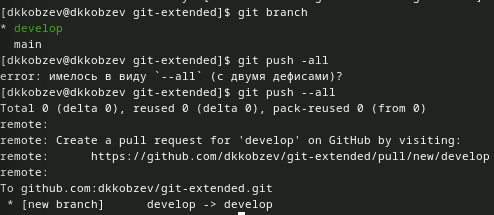 [dkkobzev@dkkobzev git-extended]$ git branch
* develop
  main
[dkkobzev@dkkobzev git-extended]$ git push -all
error: имелось в виду `--all` (с двумя дефисами)?
[dkkobzev@dkkobzev git-extended]$ git push --all
Total 0 (delta 0), reused 0 (delta 0), pack-reused 0 (from 0)
remote:
remote: Create a pull request for 'develop' on GitHub by visiting:
remote:      https://github.com/dkkobzev/git-extended/pull/new/develop
remote:
To github.com:dkkobzev/git-extended.git
 * [new branch]      develop -> develop